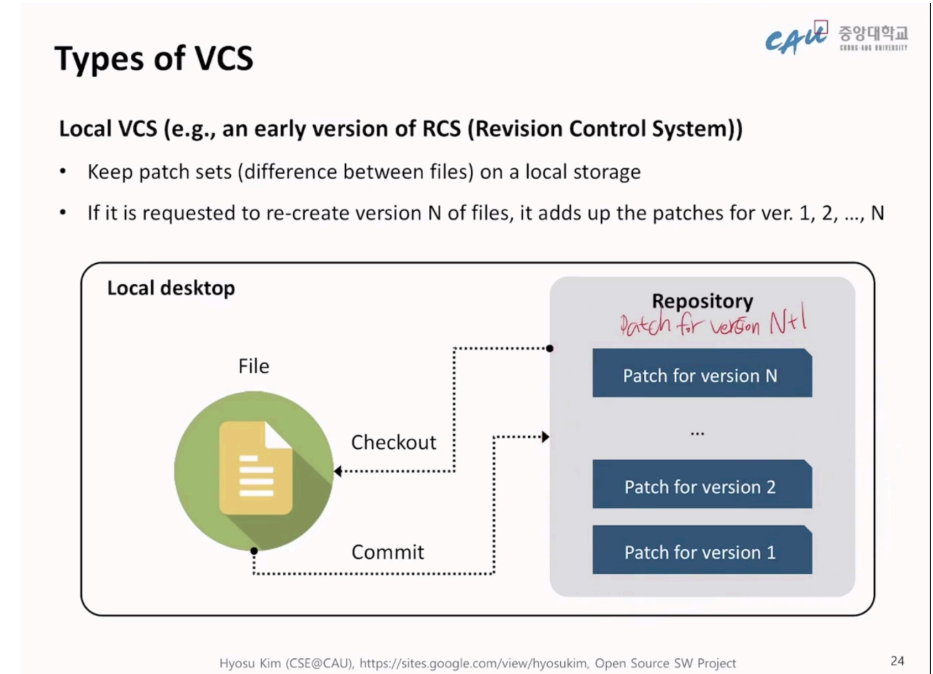 Types of VCS
CAU 중앙대학교
CHUNG-ANG UNIVERSITY
Local VCS (e.g., an early version of RCS (Revision Control System))
• Keep patch sets (difference between files) on a local storage
• If it is requested to re-create version N of files, it adds up the patches for ver. 1, 2, ..., N
Local desktop
Repository
Patch for version N+1
File
Patch for version N
...
Checkout
Patch for version 2
Commit
Patch for version 1
Hyosu Kim (CSE@CAU), https://sites.google.com/view/hyosukim, Open Source SW Project
24